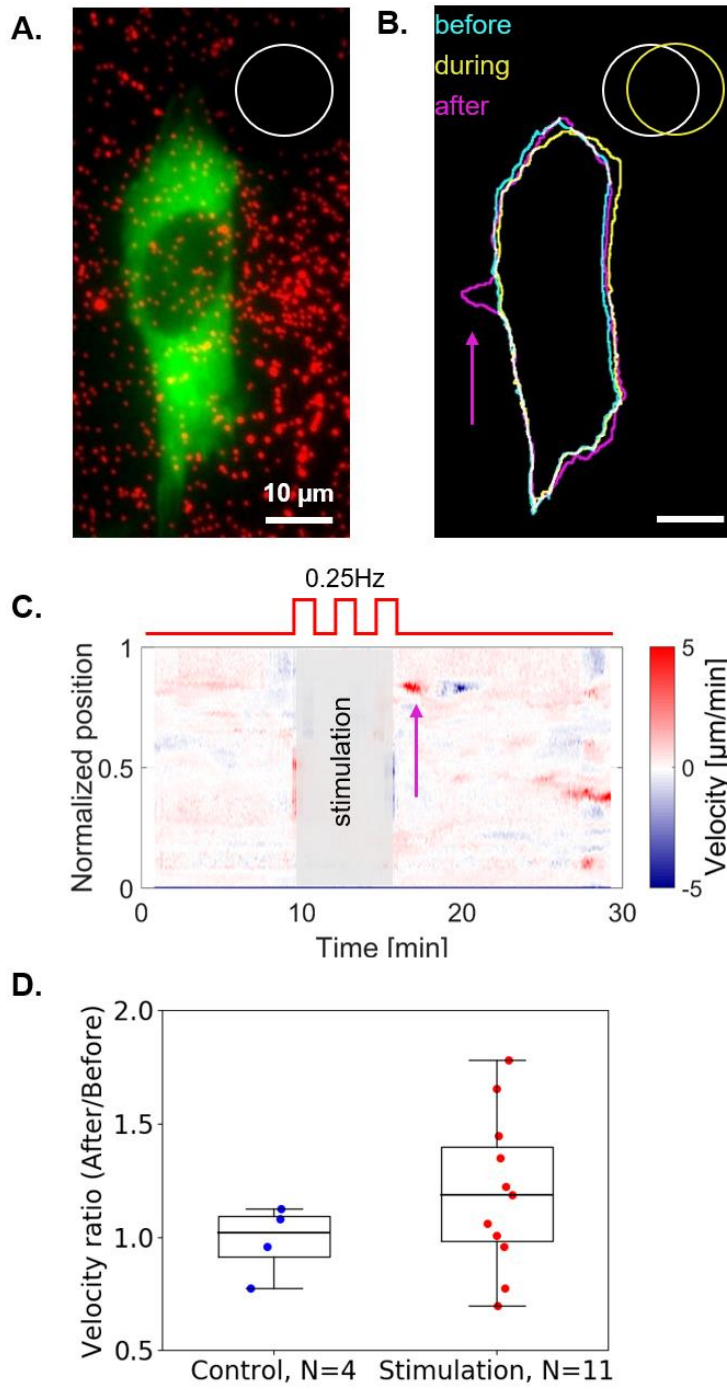 A.
10 µm
B.
before
during
after
C.
0.25Hz
1
0.5
0
Normalized position
stimulation
0
10
20
30
Time [min]
5
0
-5
Velocity [µm/min]
D.
2.0
1.5
1.0
0.5
Velocity ratio (After/Before)
Control, N=4
Stimulation, N=11